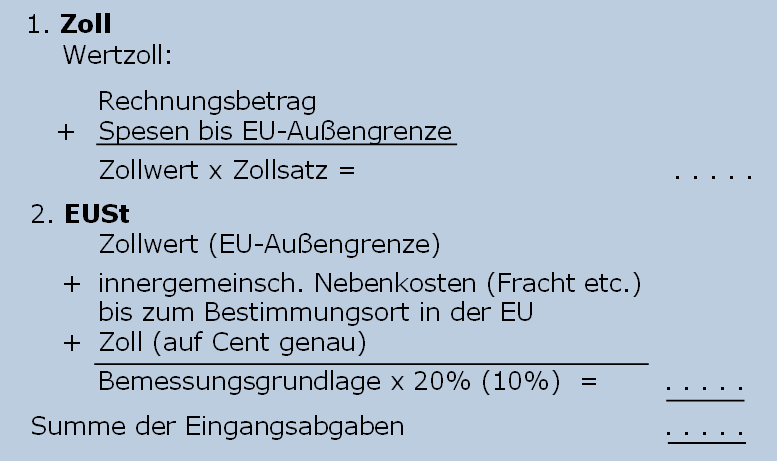 1. Zoll
Wertzoll:
Rechnungsbetrag
+ Spesen bis EU-Außengrenze
Zollwert x Zollsatz = . . . . .
2. EUSt
Zollwert (EU-Außengrenze)
+ innergemeinsch. Nebenkosten (Fracht etc.)
bis zum Bestimmungsort in der EU
+ Zoll (auf Cent genau)
Bemessungsgrundlage x 20% (10%) = . . . . .
Summe der Eingangsabgaben . . . . .